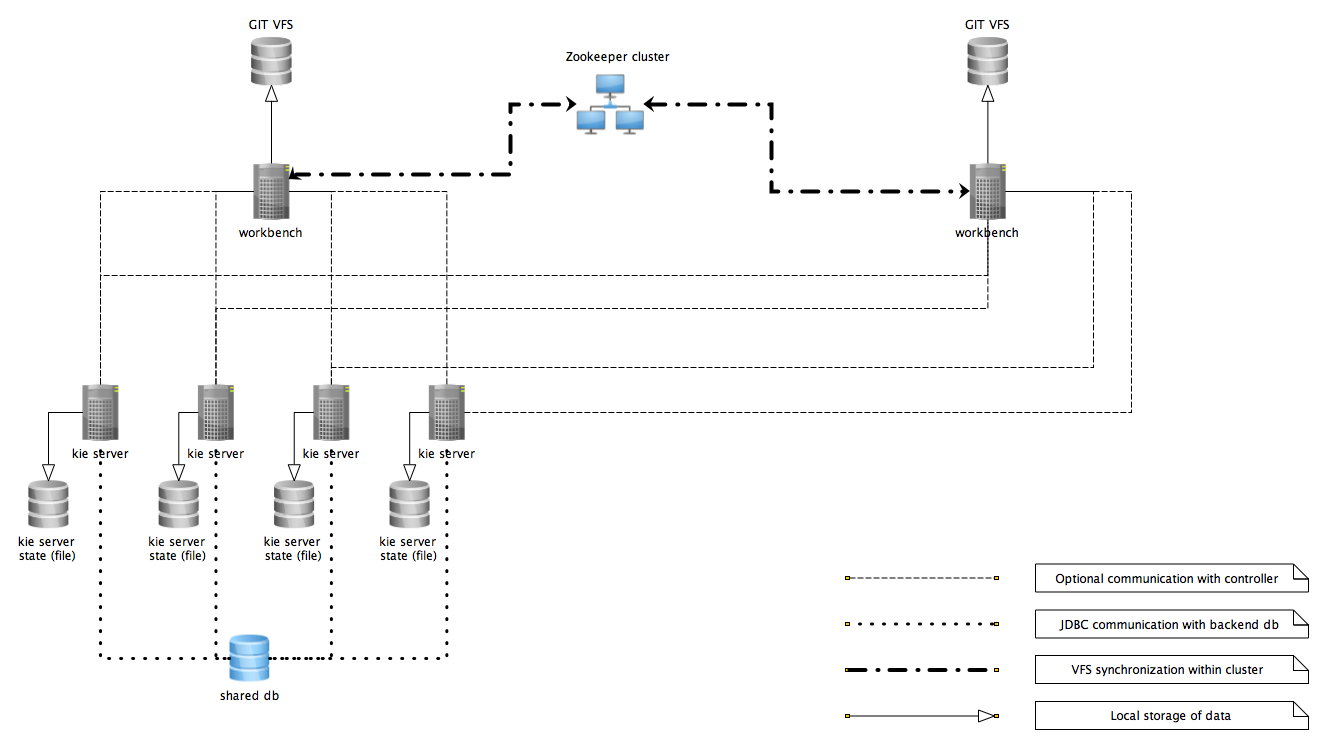 GIT VFS
GIT VFS
Zookeeper cluster
workbench
workbench
kie server
kie server
kie server
kie server
kie server
state (file)
kie server
state (file)
kie server
state (file)
kie server
state (file)
shared db
Optional communication with controller
JDBC communication with backend db
VFS synchronization within cluster
Local storage of data